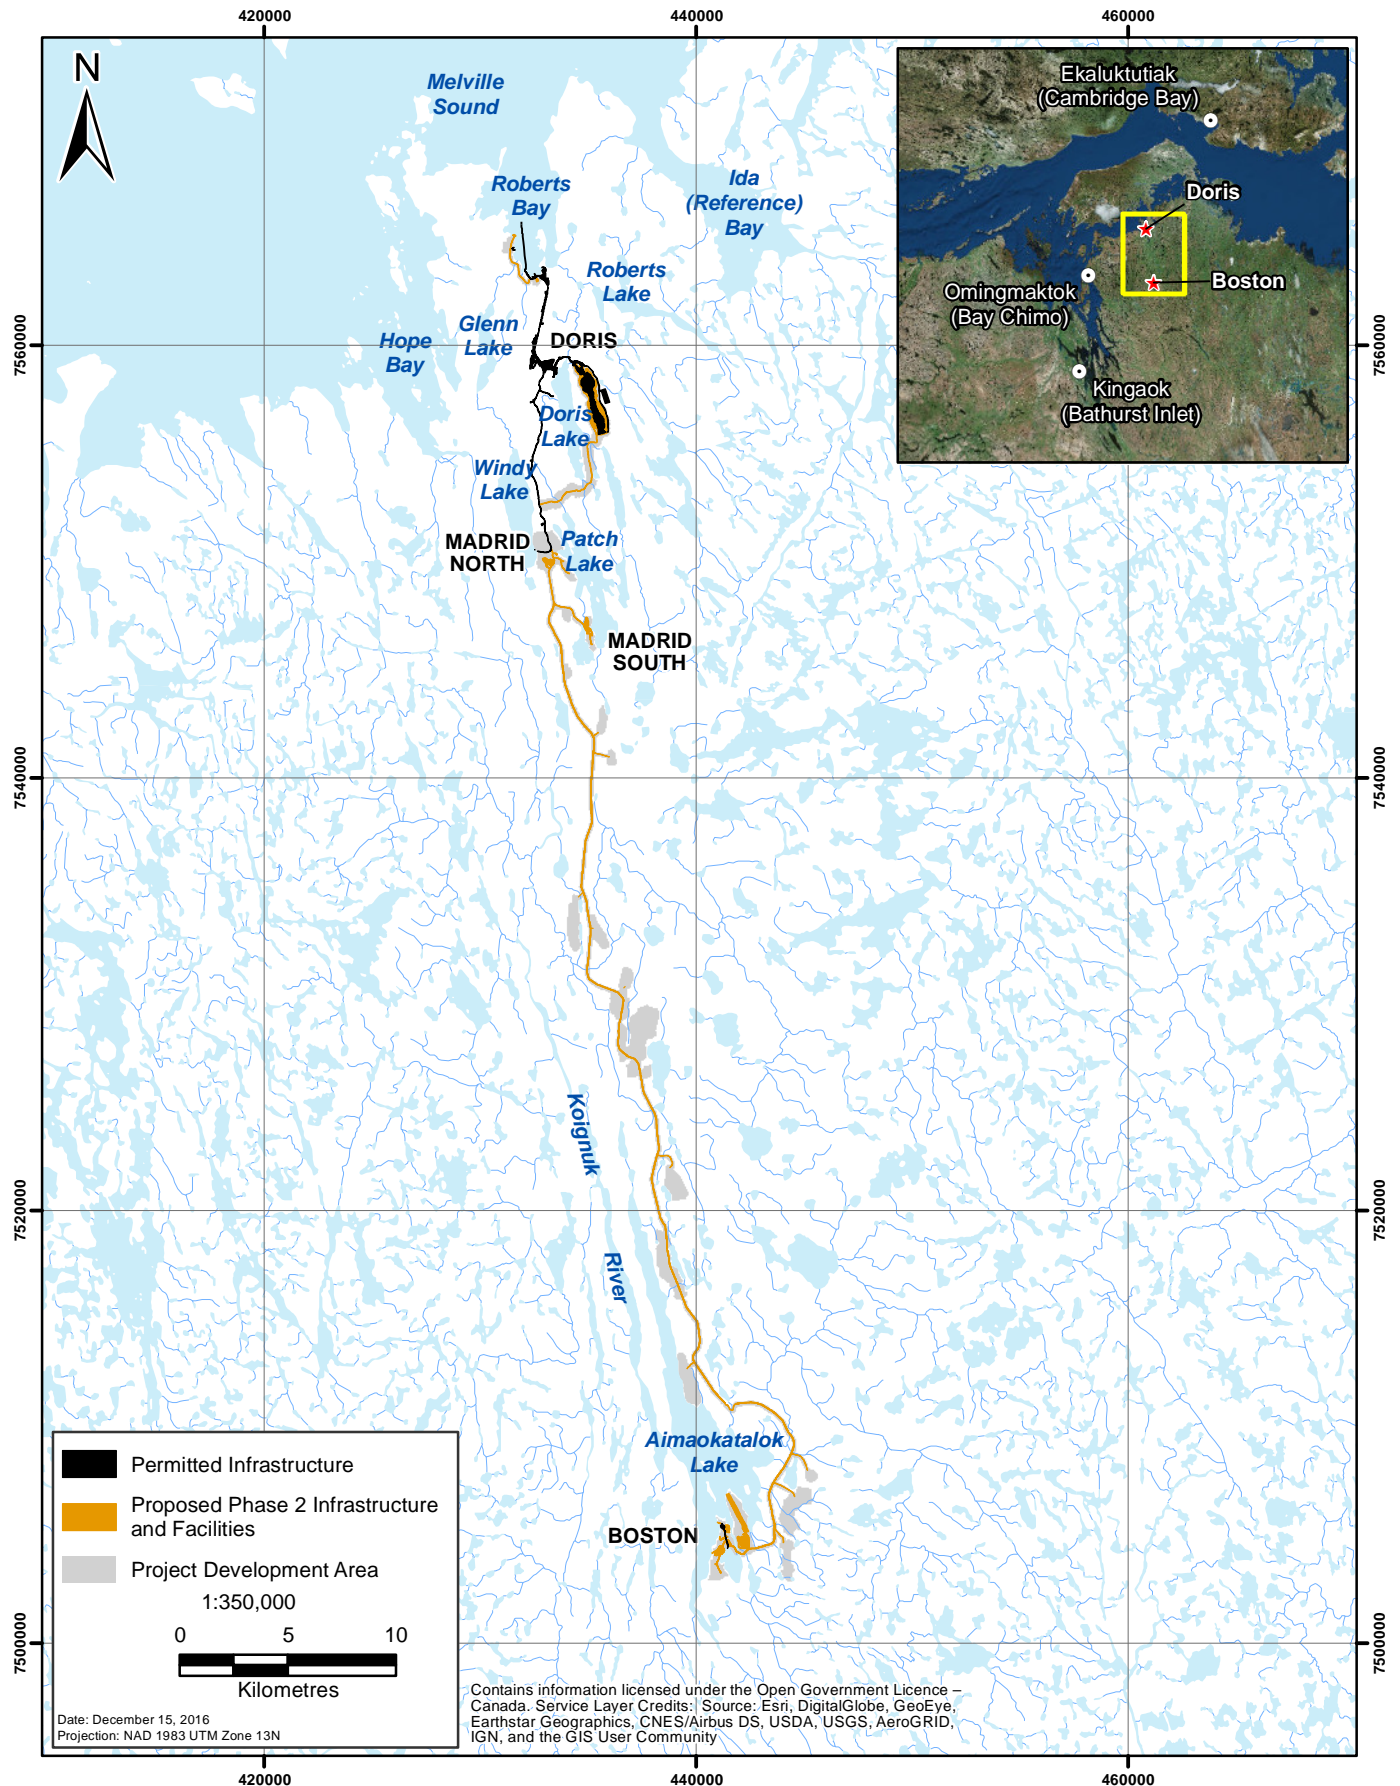 420000
440000
460000
N
Melville
Sound
Ekaluktutiak
(Cambridge Bay)
Roberts
Bay
Ida
(Reference)
Bay
Doris
Roberts
Lake
Boston
Omingmaktok
(Bay Chimo)
Glenn
Lake
Hope
Bay
DORIS
7560000
7560000
Kingaok
(Bathurst Inlet)
Doris
Lake
Windy
Lake
MADRID
NORTH
Patch
Lake
MADRID
SOUTH
7540000
7540000
Koignuk
7520000
7520000
River
Aimaokatalok
Lake
BOSTON
Permitted Infrastructure
Proposed Phase 2 Infrastructure
and Facilities
Project Development Area
1:350,000
0 5 10
Kilometres
7500000
7500000
Date: December 15, 2016
Projection: NAD 1983 UTM Zone 13N
Contains information licensed under the Open Government Licence –
Canada. Service Layer Credits: Source: Esri, DigitalGlobe, GeoEye,
Earthstar Geographics, CNES/Airbus DS, USDA, USGS, AeroGRID,
IGN, and the GIS User Community
420000
440000
460000